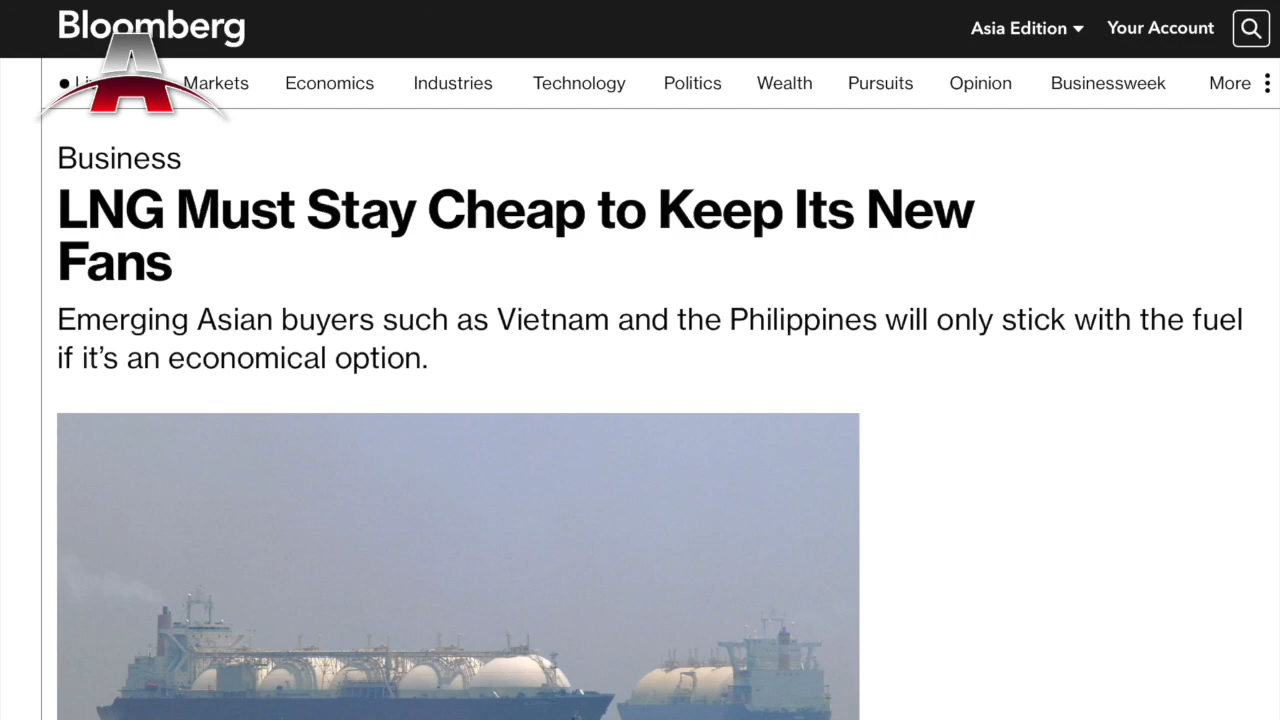 Bloomberg
Asia Edition
Your Account
Markets Economics Industries Technology Politics Wealth Pursuits Opinion Businessweek More
Business
LNG Must Stay Cheap to Keep Its New
Fans
Emerging Asian buyers such as Vietnam and the Philippines will only stick with the fuel
if it's an economical option.